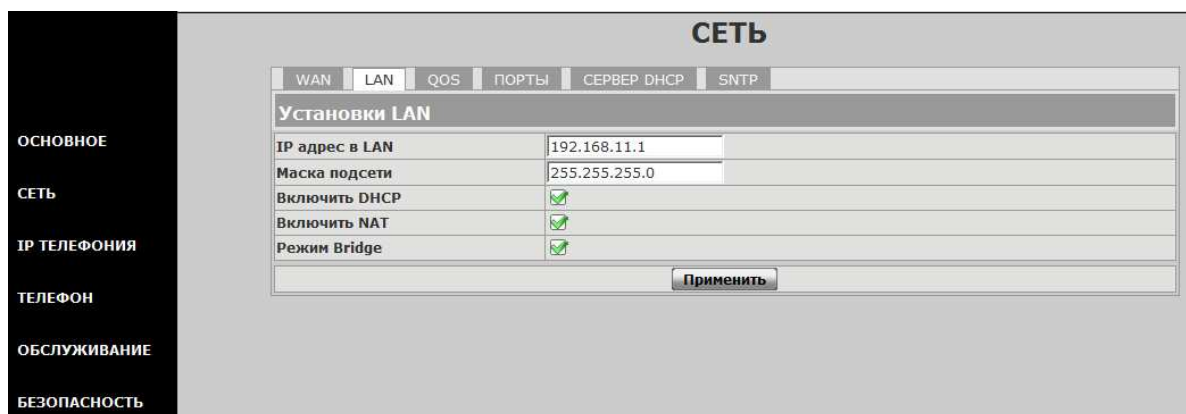 СЕТЬ
WAN LAN QOS ПОРТЫ СЕРВЕР DHCP SNTP
Установки LAN
IP адрес в LAN 192.168.11.1
Маска подсети 255.255.255.0
Включить DHCP
Включить NAT
Режим Bridge
Применить
ОСНОВНОЕ
СЕТЬ
IP ТЕЛЕФОНИЯ
ТЕЛЕФОН
ОБСЛУЖИВАНИЕ
БЕЗОПАСНОСТЬ